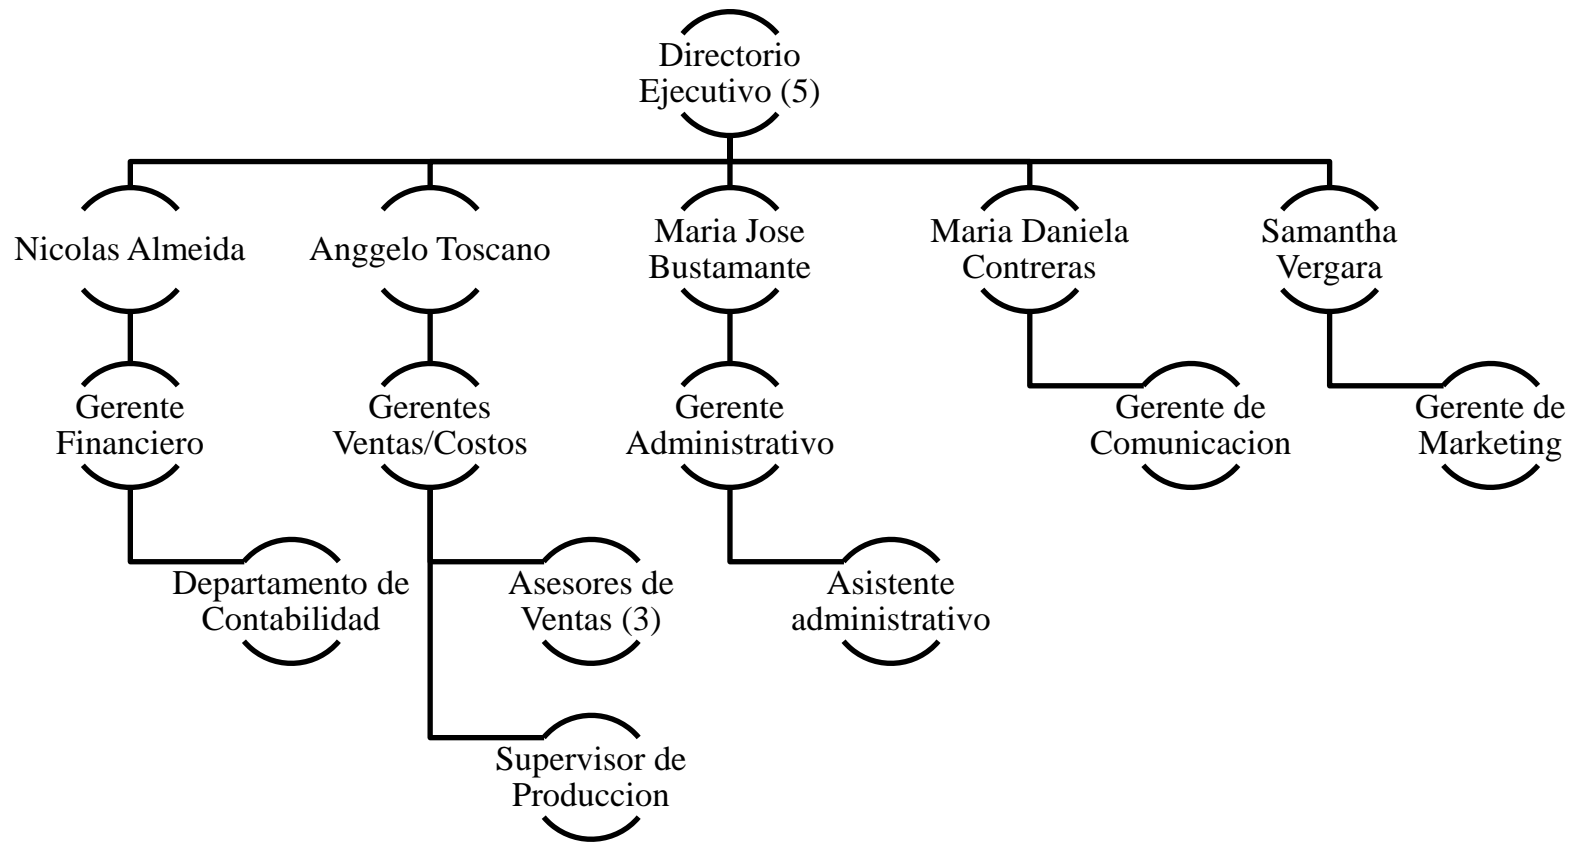 Directorio
Ejecutivo (5)
Nicolas Almeida
Anggelo Toscano
Maria Jose
Bustamante
Maria Daniela
Contreras
Samantha
Vergara
Gerente
Financiero
Gerentes
Ventas/Costos
Gerente
Administrativo
Gerente de
Comunicacion
Gerente de
Marketing
Departamento de
Contabilidad
Asesores de
Ventas (3)
Asistente
administrativo
Supervisor de
Produccion